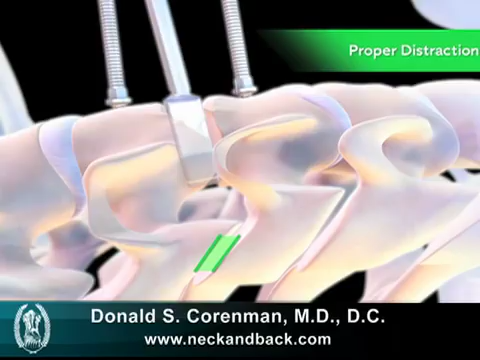 Proper Distraction
Donald S. Corenman, M.D., D.C.
www.neckandback.com